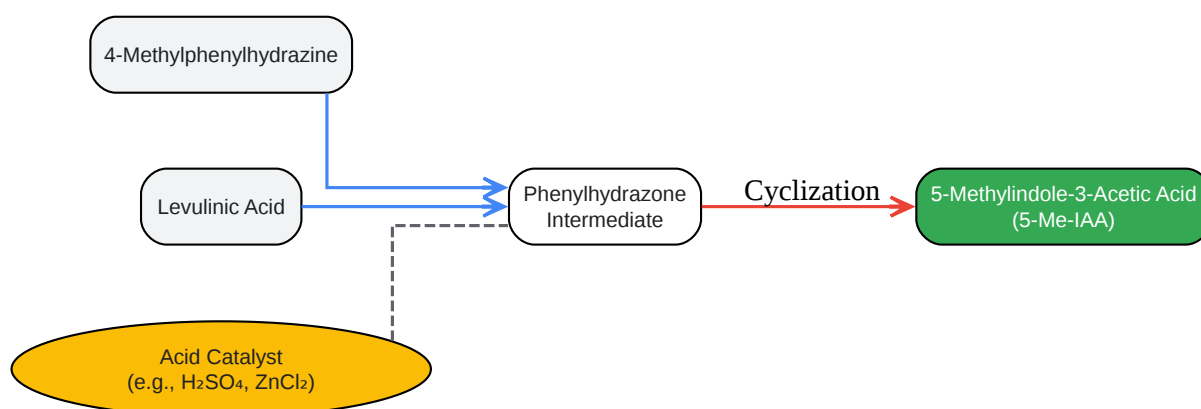 4-Methylphenylhydrazine
Levulinic Acid
Phenylhydrazone
Intermediate
Cyclization
5-Methylindole-3-Acetic Acid
(5-Me-IAA)
Acid Catalyst
(e.g., H₂SO₄, ZnCl₂)